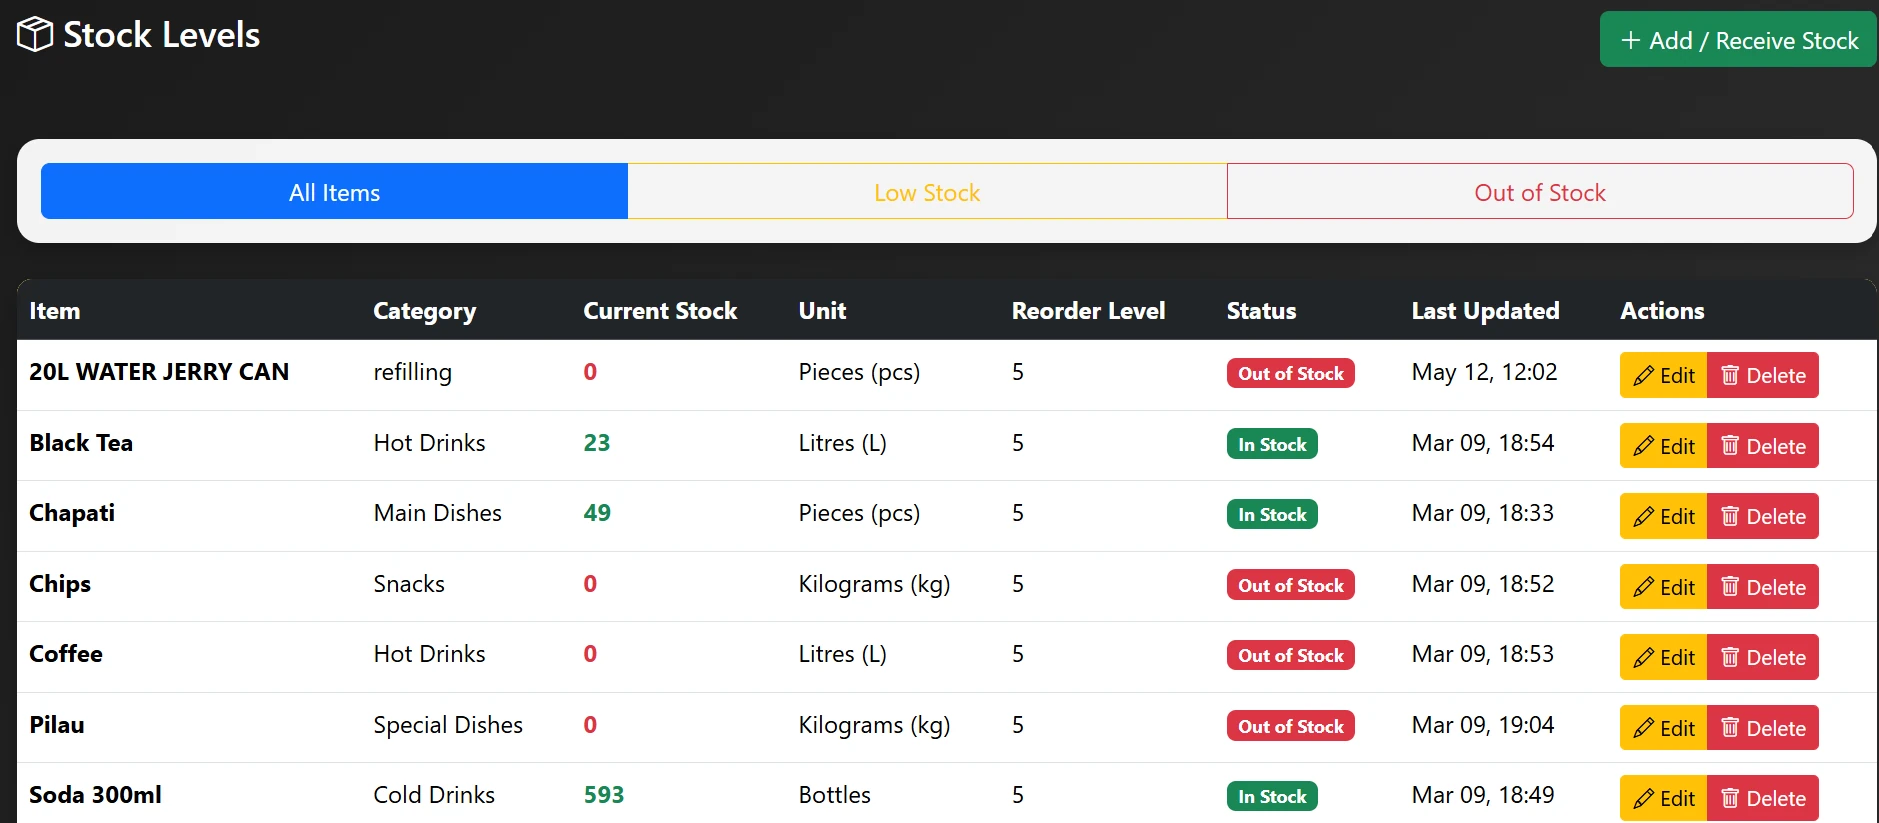 Stock Levels
+ Add / Receive Stock
All Items Low Stock Out of Stock
Item Category Current Stock Unit Reorder Level Status Last Updated Actions
20L WATER JERRY CAN refilling 0 Pieces (pcs) 5 Out of Stock May 12, 12:02 Edit Delete
Black Tea Hot Drinks 23 Litres (L) 5 In Stock Mar 09, 18:54 Edit Delete
Chapati Main Dishes 49 Pieces (pcs) 5 In Stock Mar 09, 18:33 Edit Delete
Chips Snacks 0 Kilograms (kg) 5 Out of Stock Mar 09, 18:52 Edit Delete
Coffee Hot Drinks 0 Litres (L) 5 Out of Stock Mar 09, 18:53 Edit Delete
Pilau Special Dishes 0 Kilograms (kg) 5 Out of Stock Mar 09, 19:04 Edit Delete
Soda 300ml Cold Drinks 593 Bottles 5 In Stock Mar 09, 18:49 Edit Delete